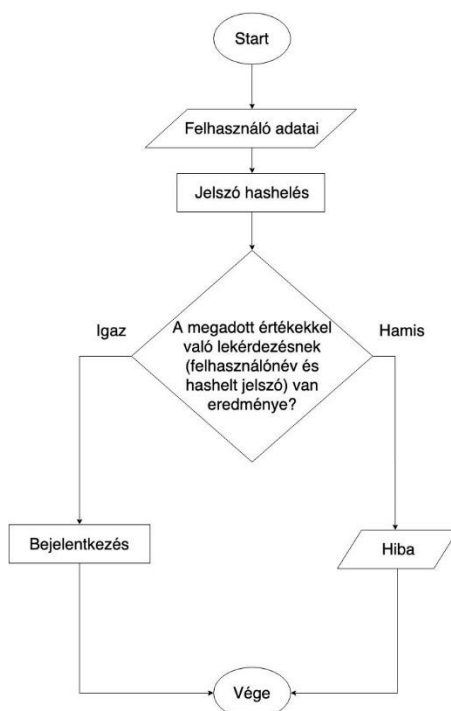 Start
Felhasználó adatai
Jelszó hashelés
Igaz
Hamis
A megadott értékekkel
való lekérdezésnek
(felhasználónév és
hashelt jelszó) van
eredménye?
Bejelentkezés
Hiba
Vége